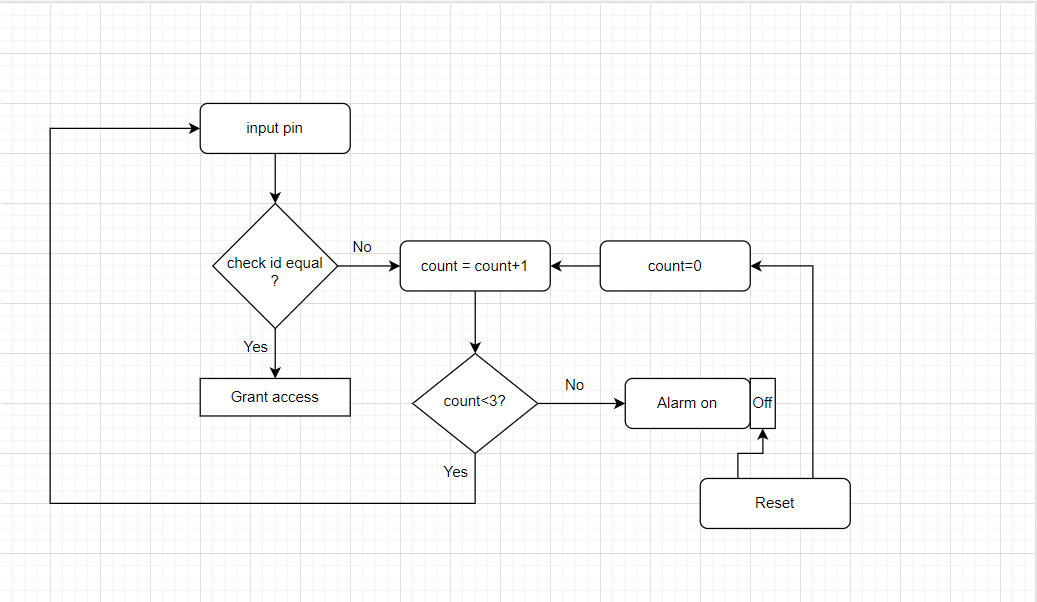 input pin
check id equal
?
No
count = count+1
count=0
Yes
Grant access
count<3?
No
Alarm on
Off
Yes
Reset